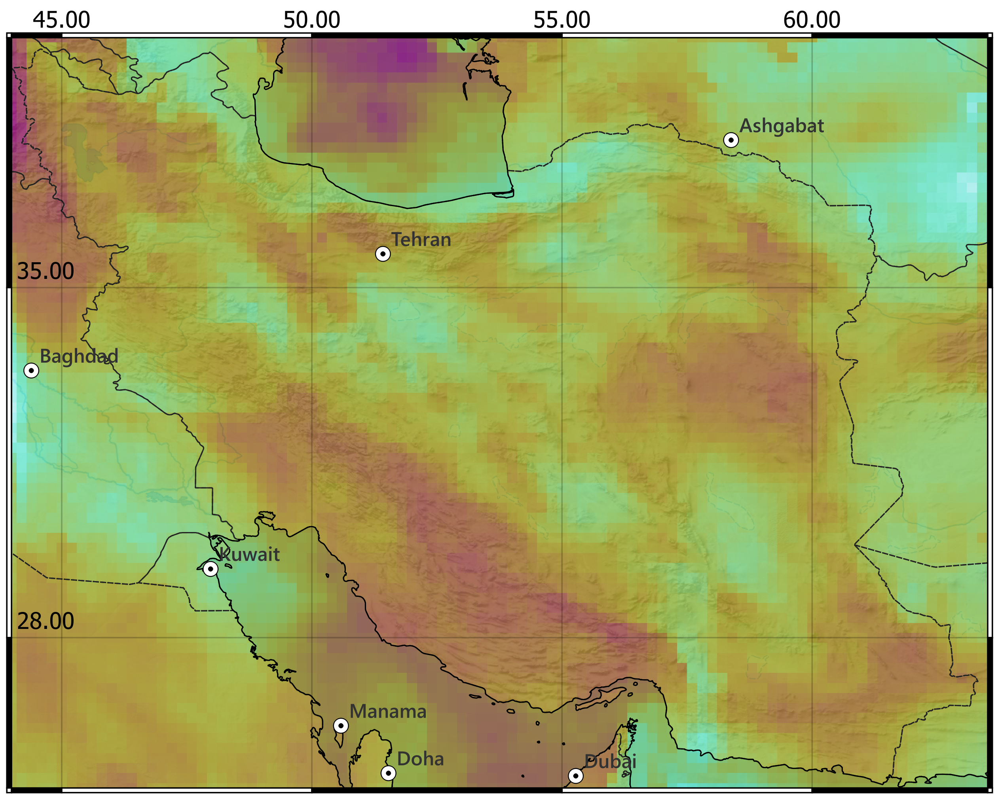 45.00 50.00 55.00 60.00
Ashgabat
Tehran
35.00
Baghdad
Kuwait
28.00
Manama
Doha
Dubai